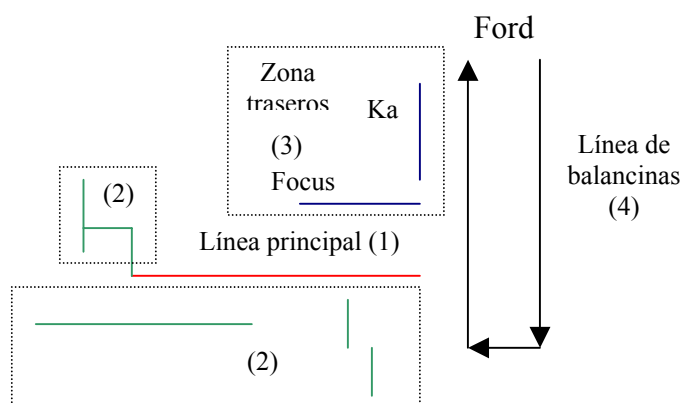 Ford
Zona
traseros
Ka
(3)
Focus
Línea de
balancinas
(4)
(2)
Línea principal (1)
(2)